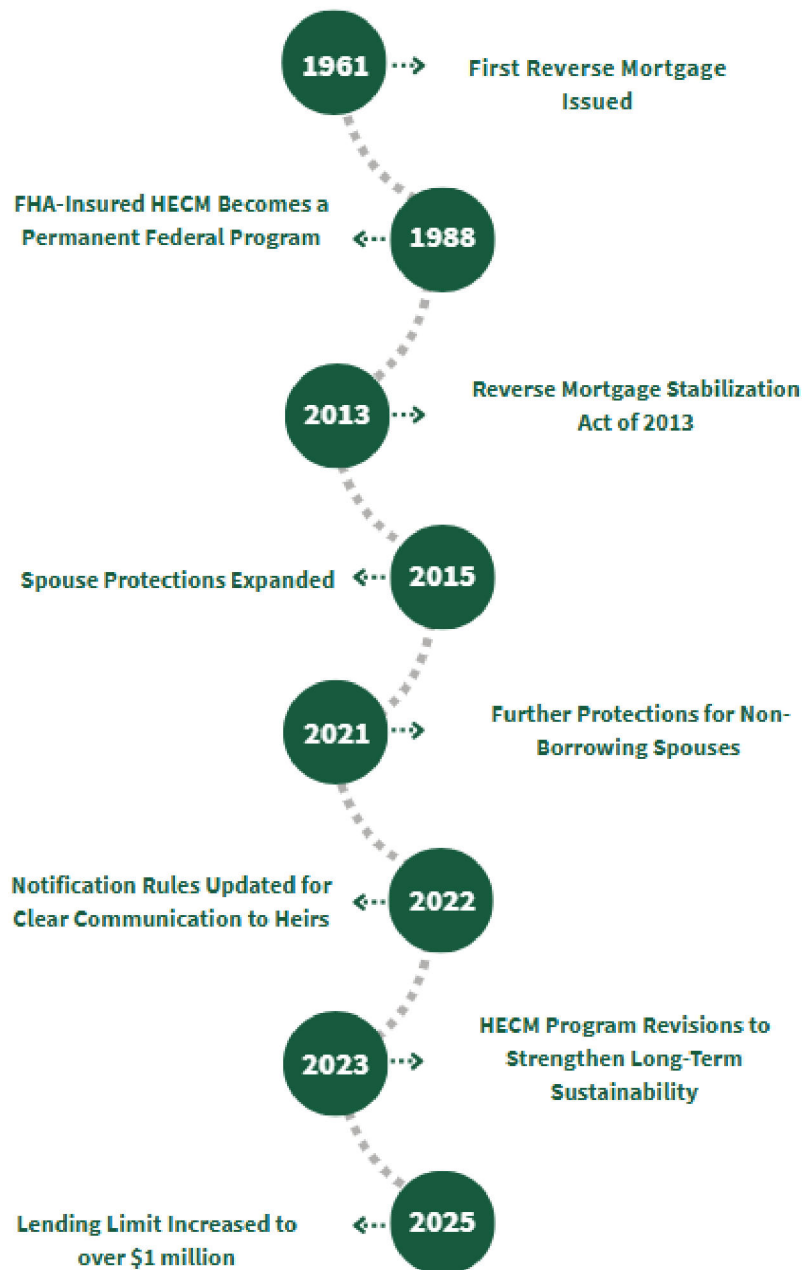 1961
First Reverse Mortgage
Issued
FHA-Insured HECM Becomes a
Permanent Federal Program
1988
2013
Reverse Mortgage Stabilization
Act of 2013
Spouse Protections Expanded
2015
2021
Further Protections for Non-
Borrowing Spouses
Notification Rules Updated for
Clear Communication to Heirs
2022
2023
HECM Program Revisions to
Strengthen Long-Term
Sustainability
Lending Limit Increased to
over $1 million
2025